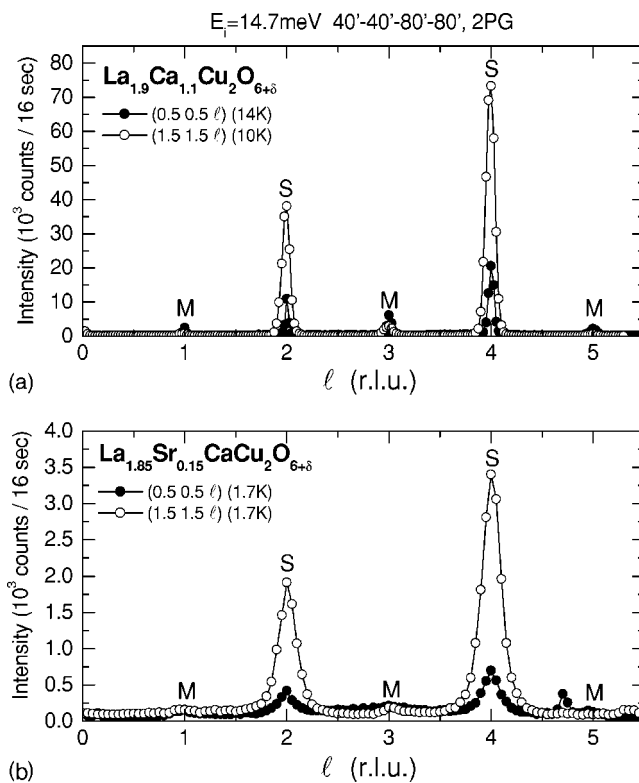 E_i=14.7meV 40'-40'-80'-80', 2PG
80
70
60
50
40
30
20
10
0
Intensity (10³ counts / 16 sec)
La₁.₉Ca₁.₁Cu₂O₆₊δ
(0.5 0.5 ℓ) (14K)
(1.5 1.5 ℓ) (10K)
S
S
M
M
M
0 1 2 3 4 5
ℓ (r.l.u.)
(a)
4.0
3.5
3.0
2.5
2.0
1.5
1.0
0.5
0.0
Intensity (10³ counts / 16 sec)
La₁.₈₅Sr₀.₁₅CaCu₂O₆₊δ
(0.5 0.5 ℓ) (1.7K)
(1.5 1.5 ℓ) (1.7K)
S
S
M
M
M
0 1 2 3 4 5
ℓ (r.l.u.)
(b)